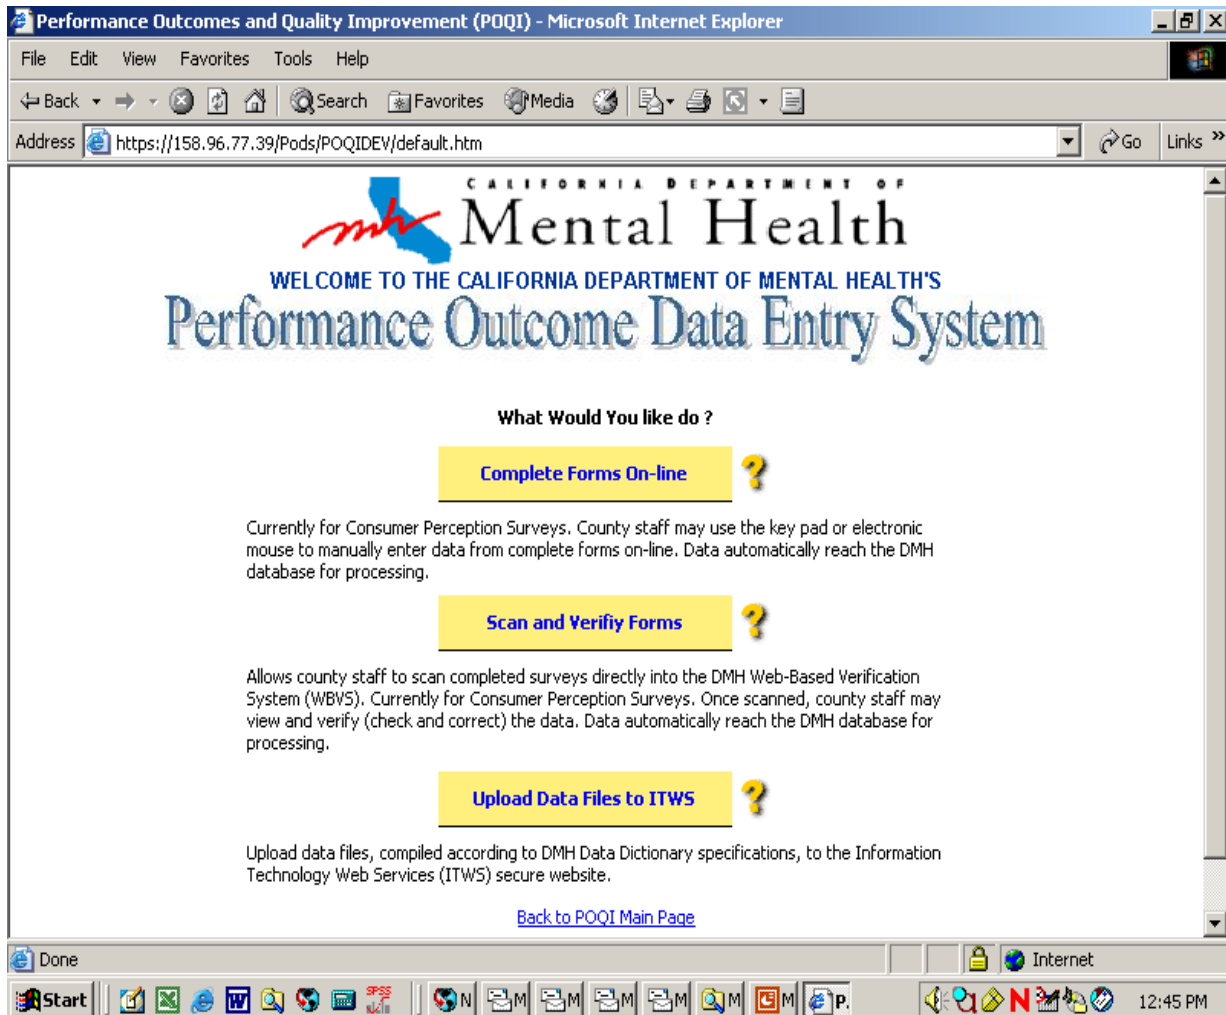 Performance Outcomes and Quality Improvement (POQI) - Microsoft Internet Explorer
File Edit View Favorites Tools Help
Back Search Favorites Media
Address https://158.96.77.39/Pods/POQIDEV/default.htm Go Links »
CALIFORNIA DEPARTMENT OF
mh Mental Health
WELCOME TO THE CALIFORNIA DEPARTMENT OF MENTAL HEALTH'S
Performance Outcome Data Entry System
What Would You like do ?
Complete Forms On-line ?
Currently for Consumer Perception Surveys. County staff may use the key pad or electronic
mouse to manually enter data from complete forms on-line. Data automatically reach the DMH
database for processing.
Scan and Verifiy Forms ?
Allows county staff to scan completed surveys directly into the DMH Web-Based Verification
System (WBVS). Currently for Consumer Perception Surveys. Once scanned, county staff may
view and verify (check and correct) the data. Data automatically reach the DMH database for
processing.
Upload Data Files to ITWS ?
Upload data files, compiled according to DMH Data Dictionary specifications, to the Information
Technology Web Services (ITWS) secure website.
Back to POQI Main Page
Done Internet
Start SPSS N M M M M M M P. N 12:45 PM